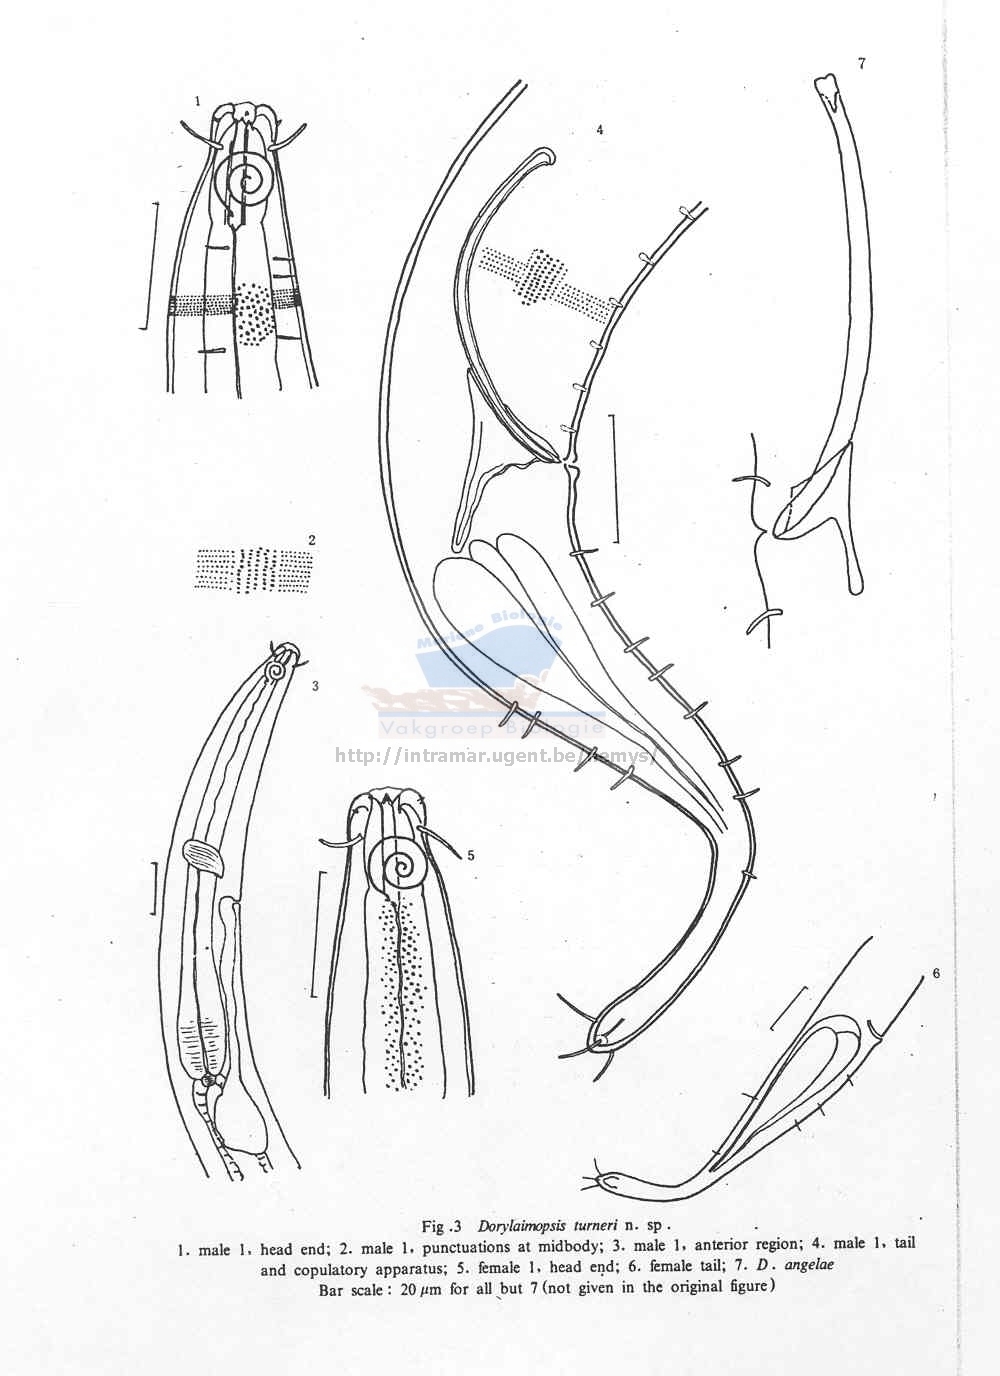 1
7
4
2
3
5
6
Mariene Biologie
Vakgroep Biologie
http://intramar.ugent.be/nemys/
Fig .3 Dorylaimopsis turneri n. sp .
1. male 1, head end; 2. male 1, punctuations at midbody; 3. male 1, anterior region; 4. male 1, tail
and copulatory apparatus; 5. female 1, head end; 6. female tail; 7. D. angelae
Bar scale : 20 µm for all but 7 (not given in the original figure)